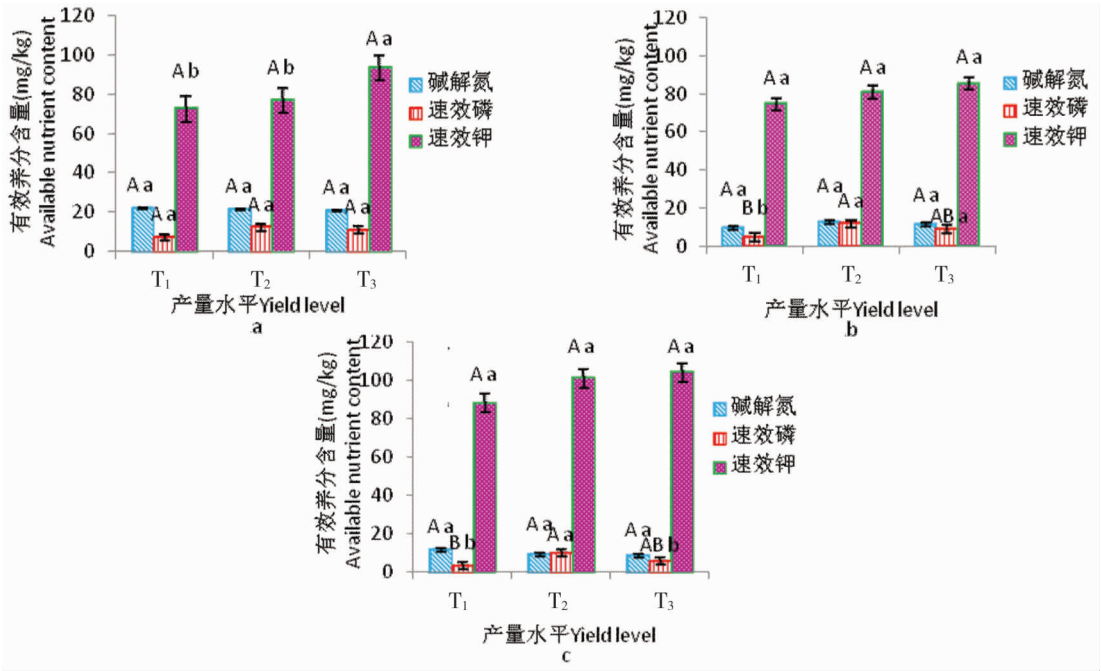 有效养分含量(mg/kg)
Available nutrient content
120
100
80
60
40
20
0
A a
A a
A b
A a
A a
A b
A a
A a
A a
T1
T2
T3
产量水平Yield level
a
碱解氮
速效磷
速效钾
有效养分含量(mg/kg)
Available nutrient content
120
100
80
60
40
20
0
A a
B b
A a
A a
A a
A a
A a
AB a
A a
T1
T2
T3
产量水平Yield level
b
碱解氮
速效磷
速效钾
有效养分含量(mg/kg)
Available nutrient content
120
100
80
60
40
20
0
A a
B b
A a
A a
A a
A a
A a
AB b
A a
T1
T2
T3
产量水平Yield level
c
碱解氮
速效磷
速效钾